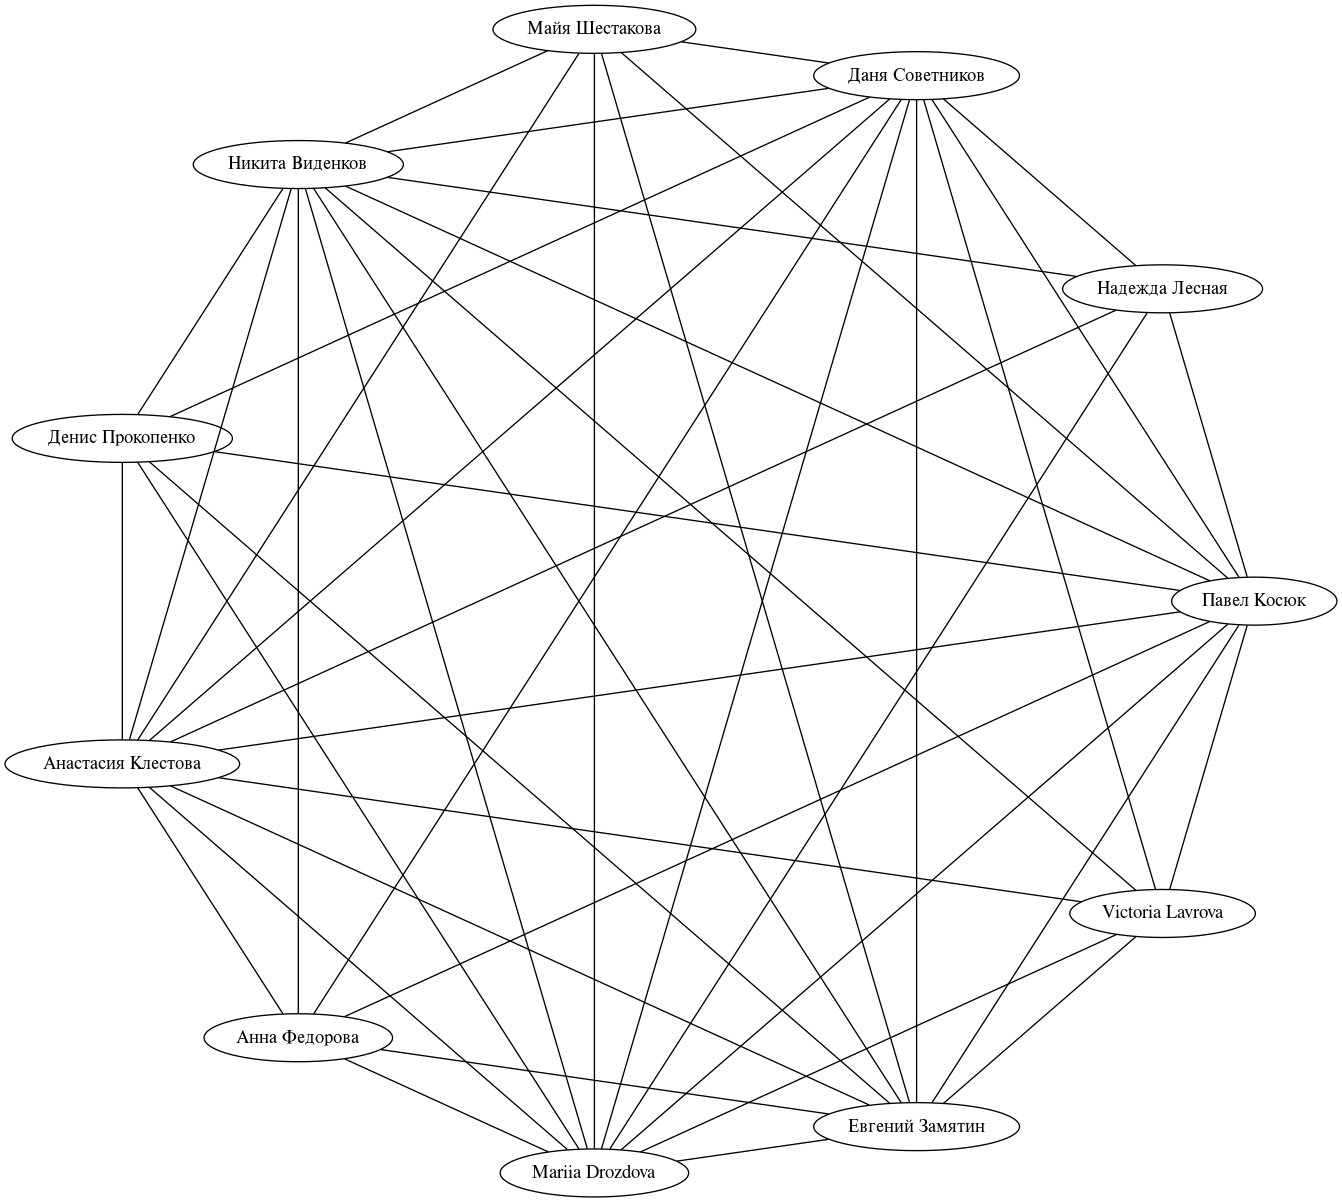 Майя Шестакова
Даня Советников
Никита Виденков
Надежда Лесная
Денис Прокопенко
Павел Косюк
Анастасия Клестова
Victoria Lavrova
Анна Федорова
Евгений Замятин
Mariia Drozdova